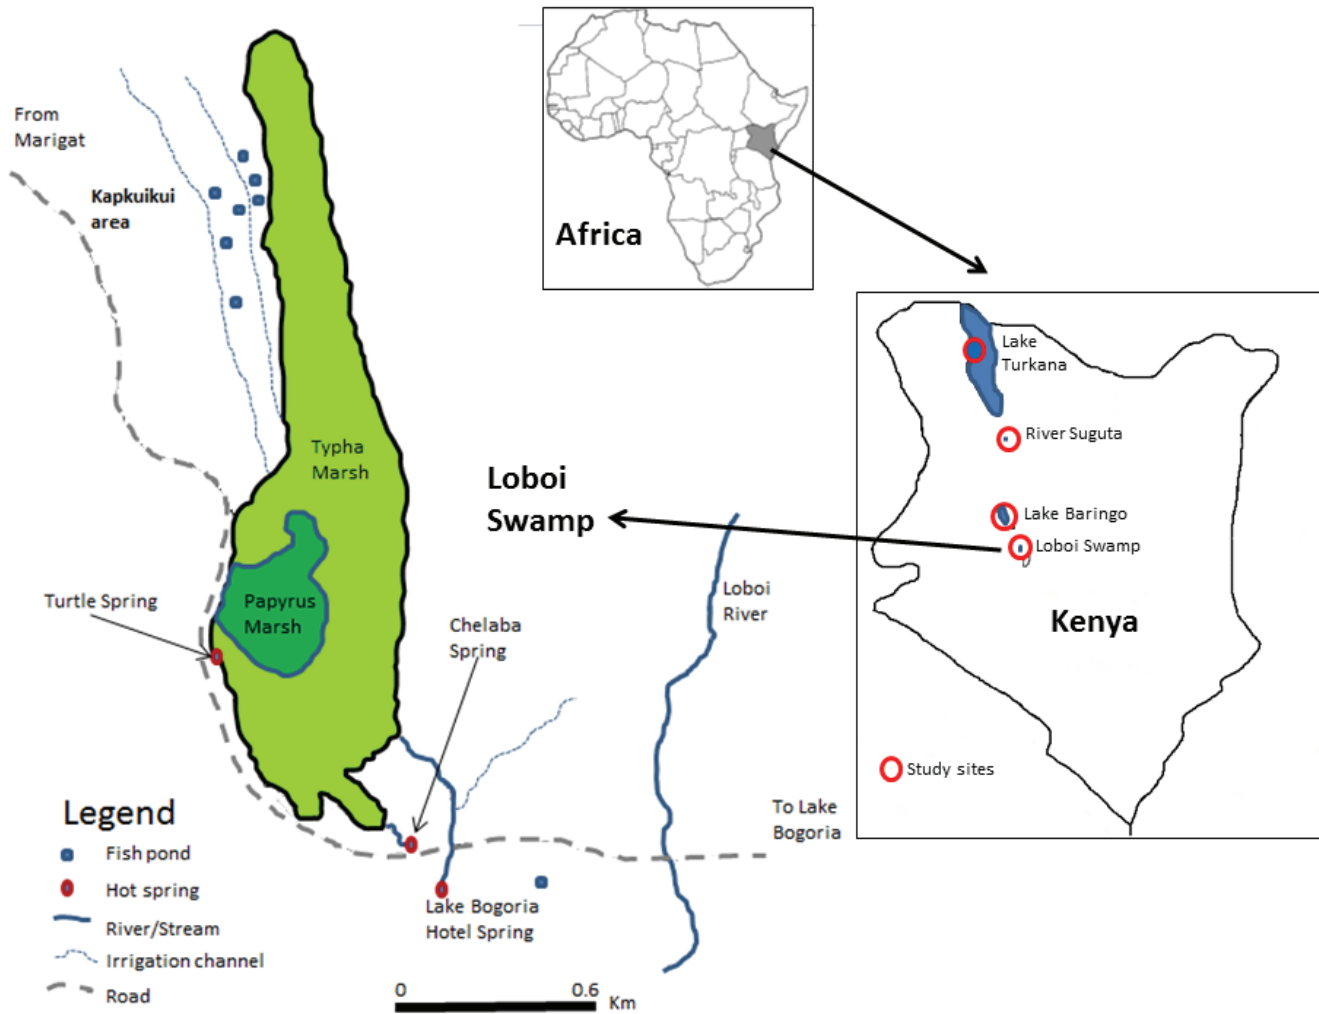 From
Marigat
Kapkuikui
area
Africa
Lake
Turkana
River Suguta
Lake Baringo
Loboi Swamp
Kenya
Study sites
Typha
Marsh
Loboi
Swamp
Papyrus
Marsh
Turtle Spring
Chelaba
Spring
Loboi
River
To Lake
Bogoria
Lake Bogoria
Hotel Spring
Legend
Fish pond
Hot spring
River/Stream
Irrigation channel
Road
0 0.6
Km